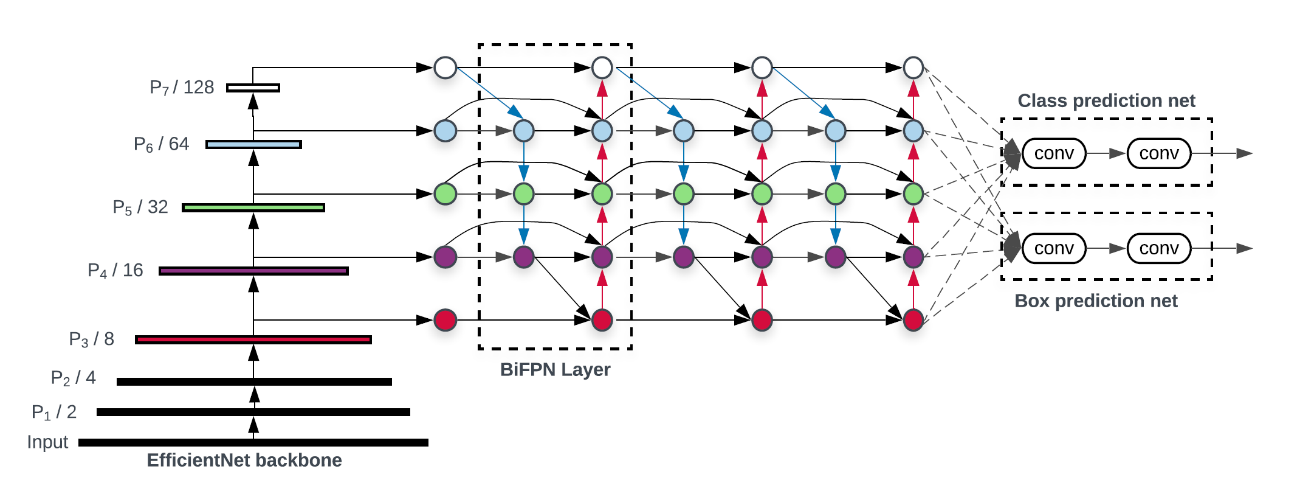 P7 / 128
P6 / 64
P5 / 32
P4 / 16
P3 / 8
P2 / 4
P1 / 2
Input
EfficientNet backbone
BiFPN Layer
Class prediction net
conv conv
conv conv
Box prediction net